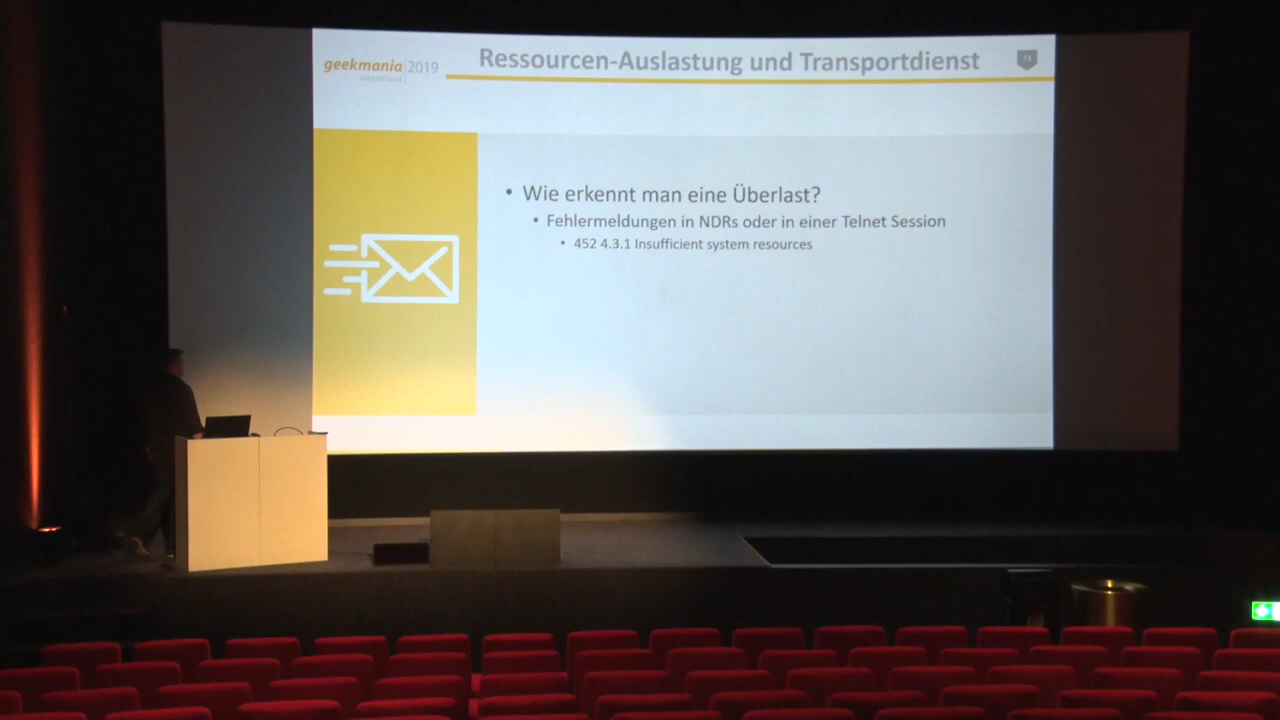 geekmania 2019
switzerland
Ressourcen-Auslastung und Transportdienst
• Wie erkennt man eine Überlast?
• Fehlermeldungen in NDRs oder in einer Telnet Session
• 452 4.3.1 Insufficient system resources